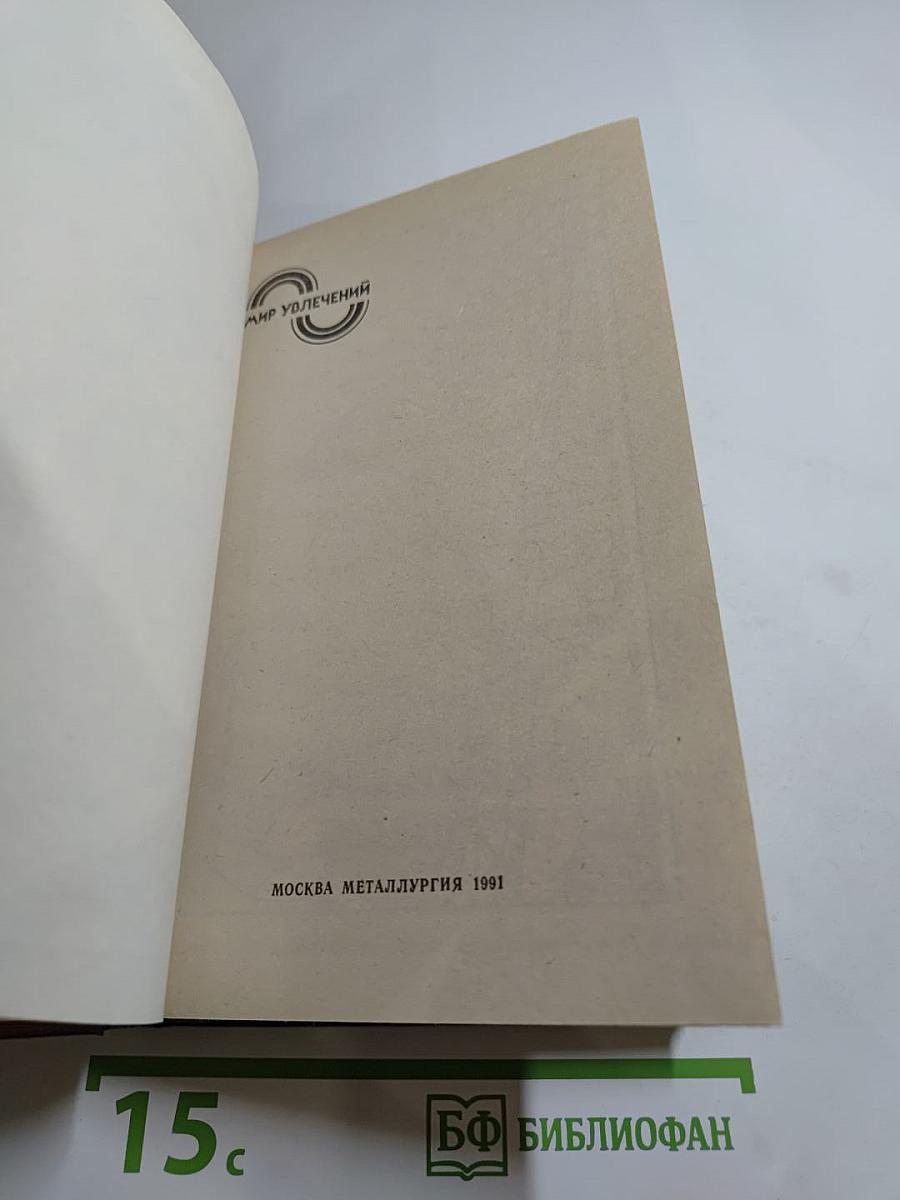 МИР УВЛЕЧЕНИЙ
МОСКВА МЕТАЛЛУРГИЯ 1991
15с
БФ БИБЛИОФАН